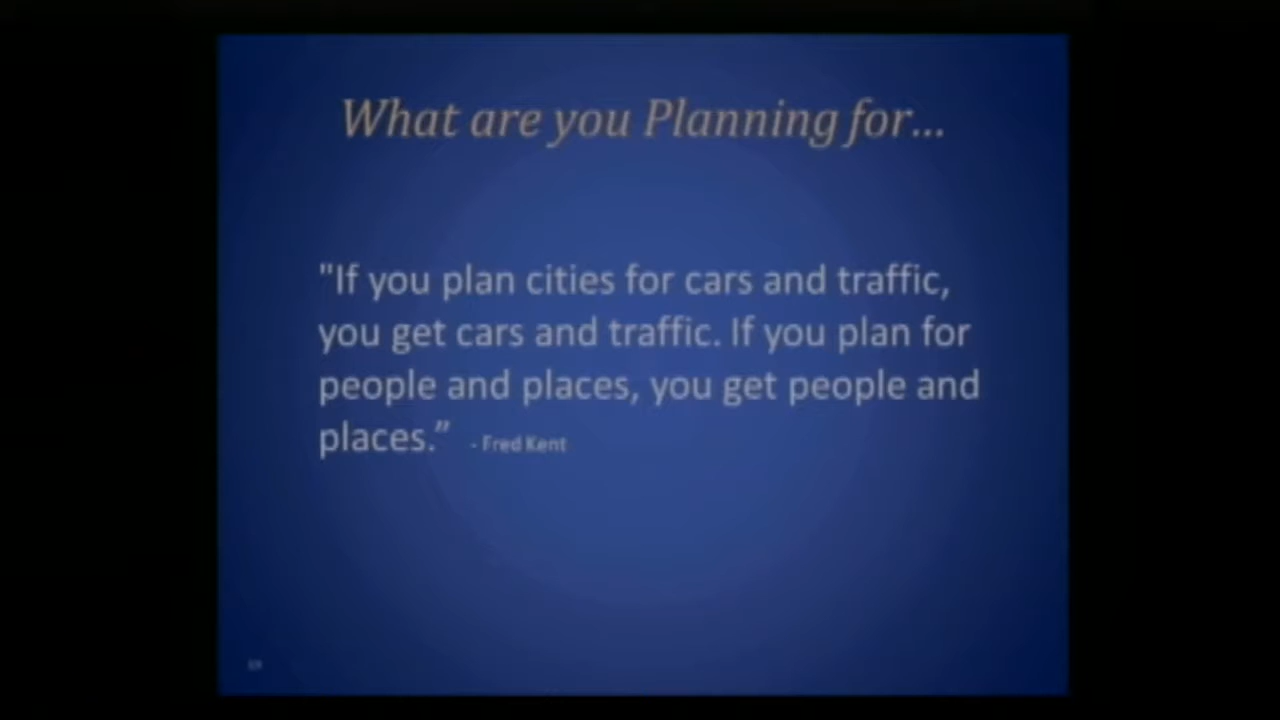 What are you Planning for...
"If you plan cities for cars and traffic,
you get cars and traffic. If you plan for
people and places, you get people and
places.” - Fred Kent